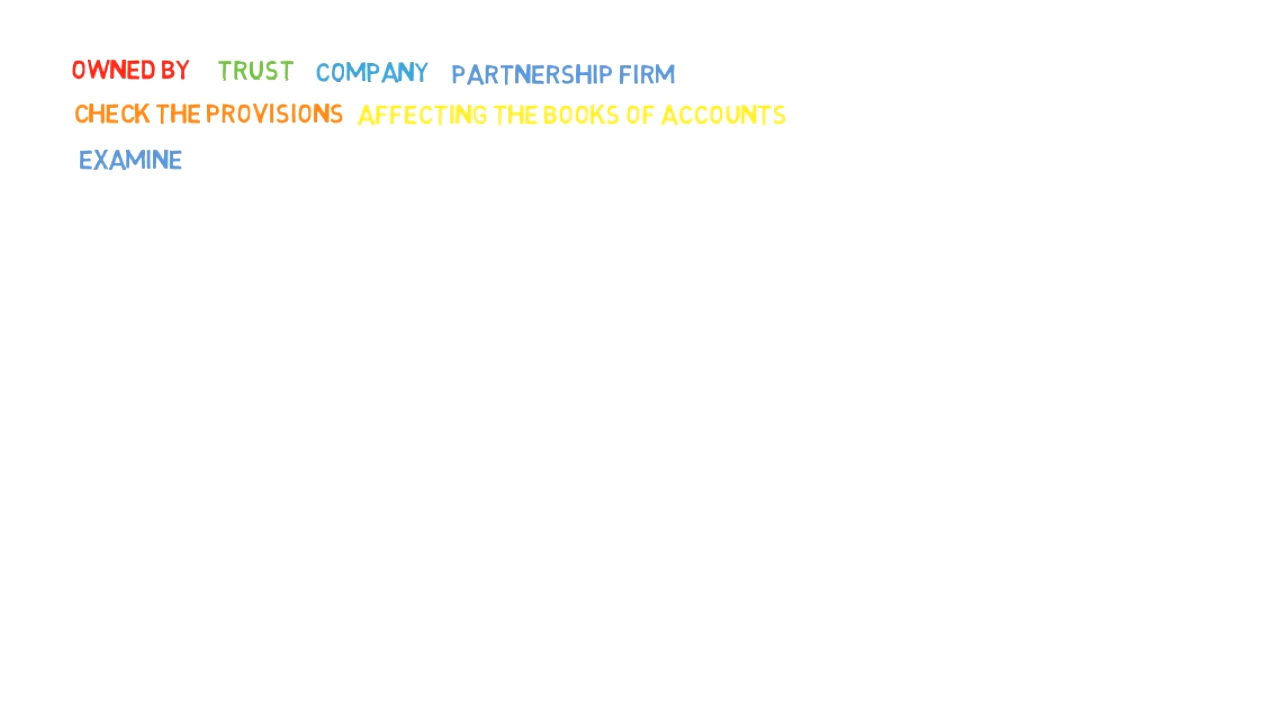 OWNED BY TRUST COMPANY PARTNERSHIP FIRM
CHECK THE PROVISIONS AFFECTING THE BOOKS OF ACCOUNTS
EXAMINE